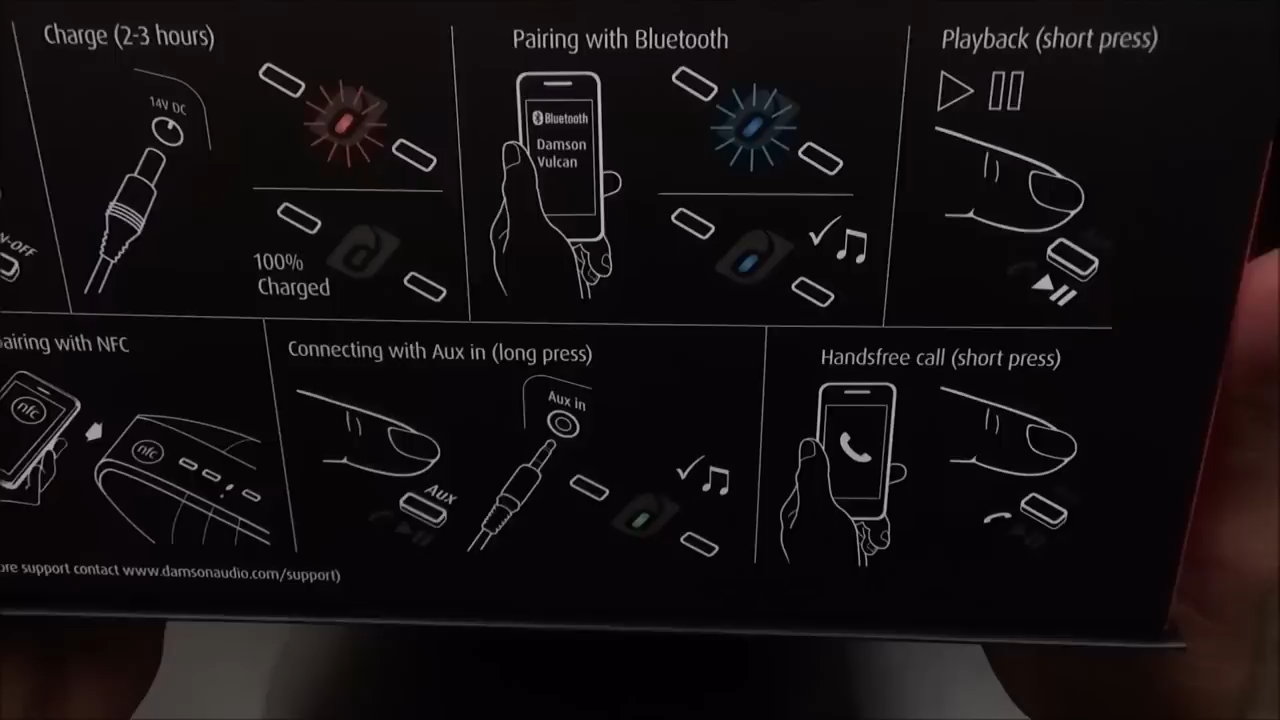 Charge (2-3 hours)
14V DC
100%
Charged
Pairing with Bluetooth
Bluetooth
Damson
Vulcan
Playback (short press)
-OFF
airing with NFC
nfc
nfc
Connecting with Aux in (long press)
Aux in
Aux
Handsfree call (short press)
ore support contact www.damsonaudio.com/support)